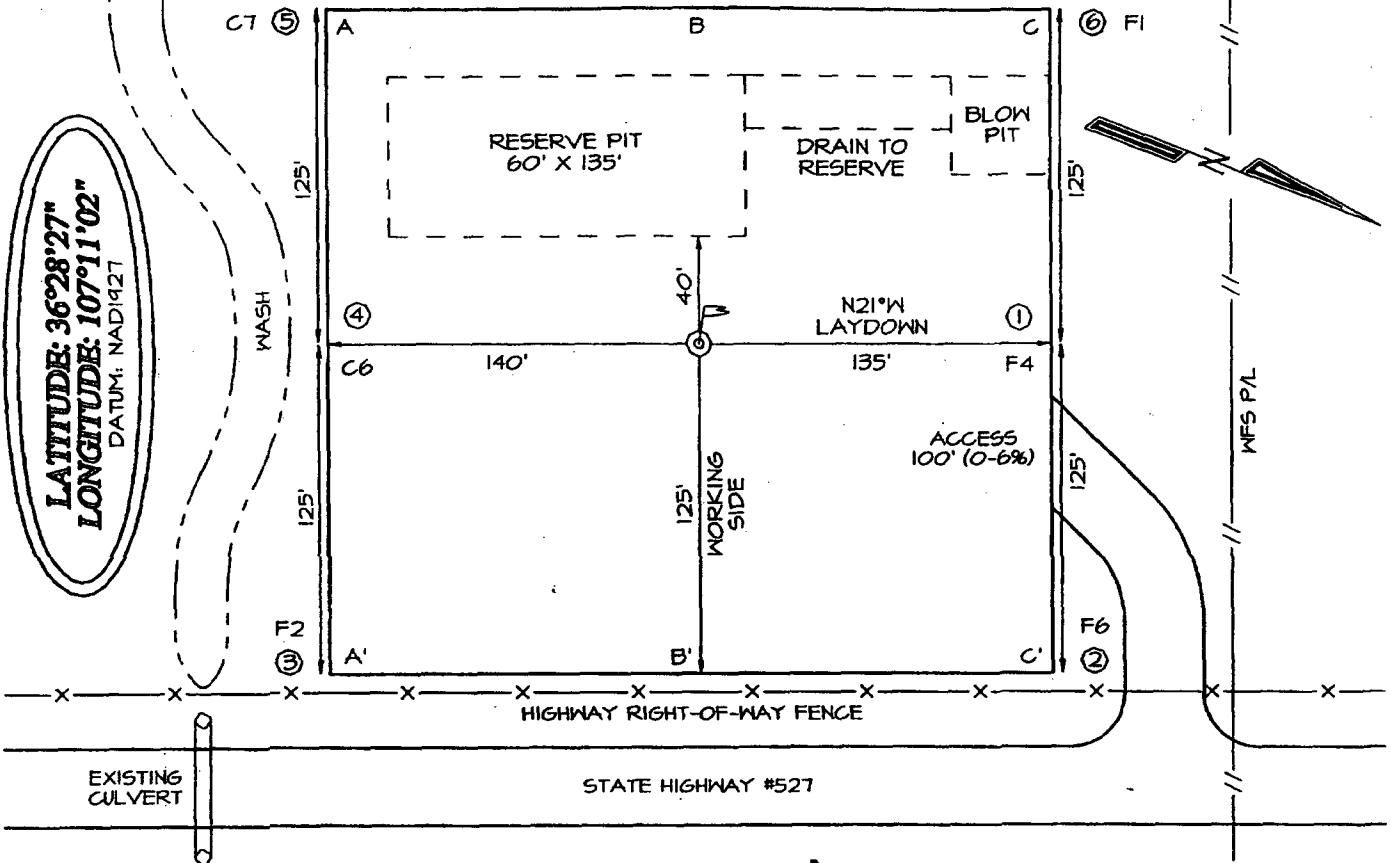 C7 ⑤
A
B
C
⑥ F1
RESERVE PIT
60' X 135'
BLOW
PIT
DRAIN TO
RESERVE
N
125'
125'
LATITUDE: 36°28'27"
LONGITUDE: 107°11'02"
DATUM: NAD1927
WASH
40'
④
N21°W
LAYDOWN
①
C6
140'
135'
F4
WFS P/L
ACCESS
100' (0-6%)
125'
125'
WORKING
SIDE
125'
F2
③
A'
B'
C'
F6
②
HIGHWAY RIGHT-OF-WAY FENCE
EXISTING
CULVERT
STATE HIGHWAY #527